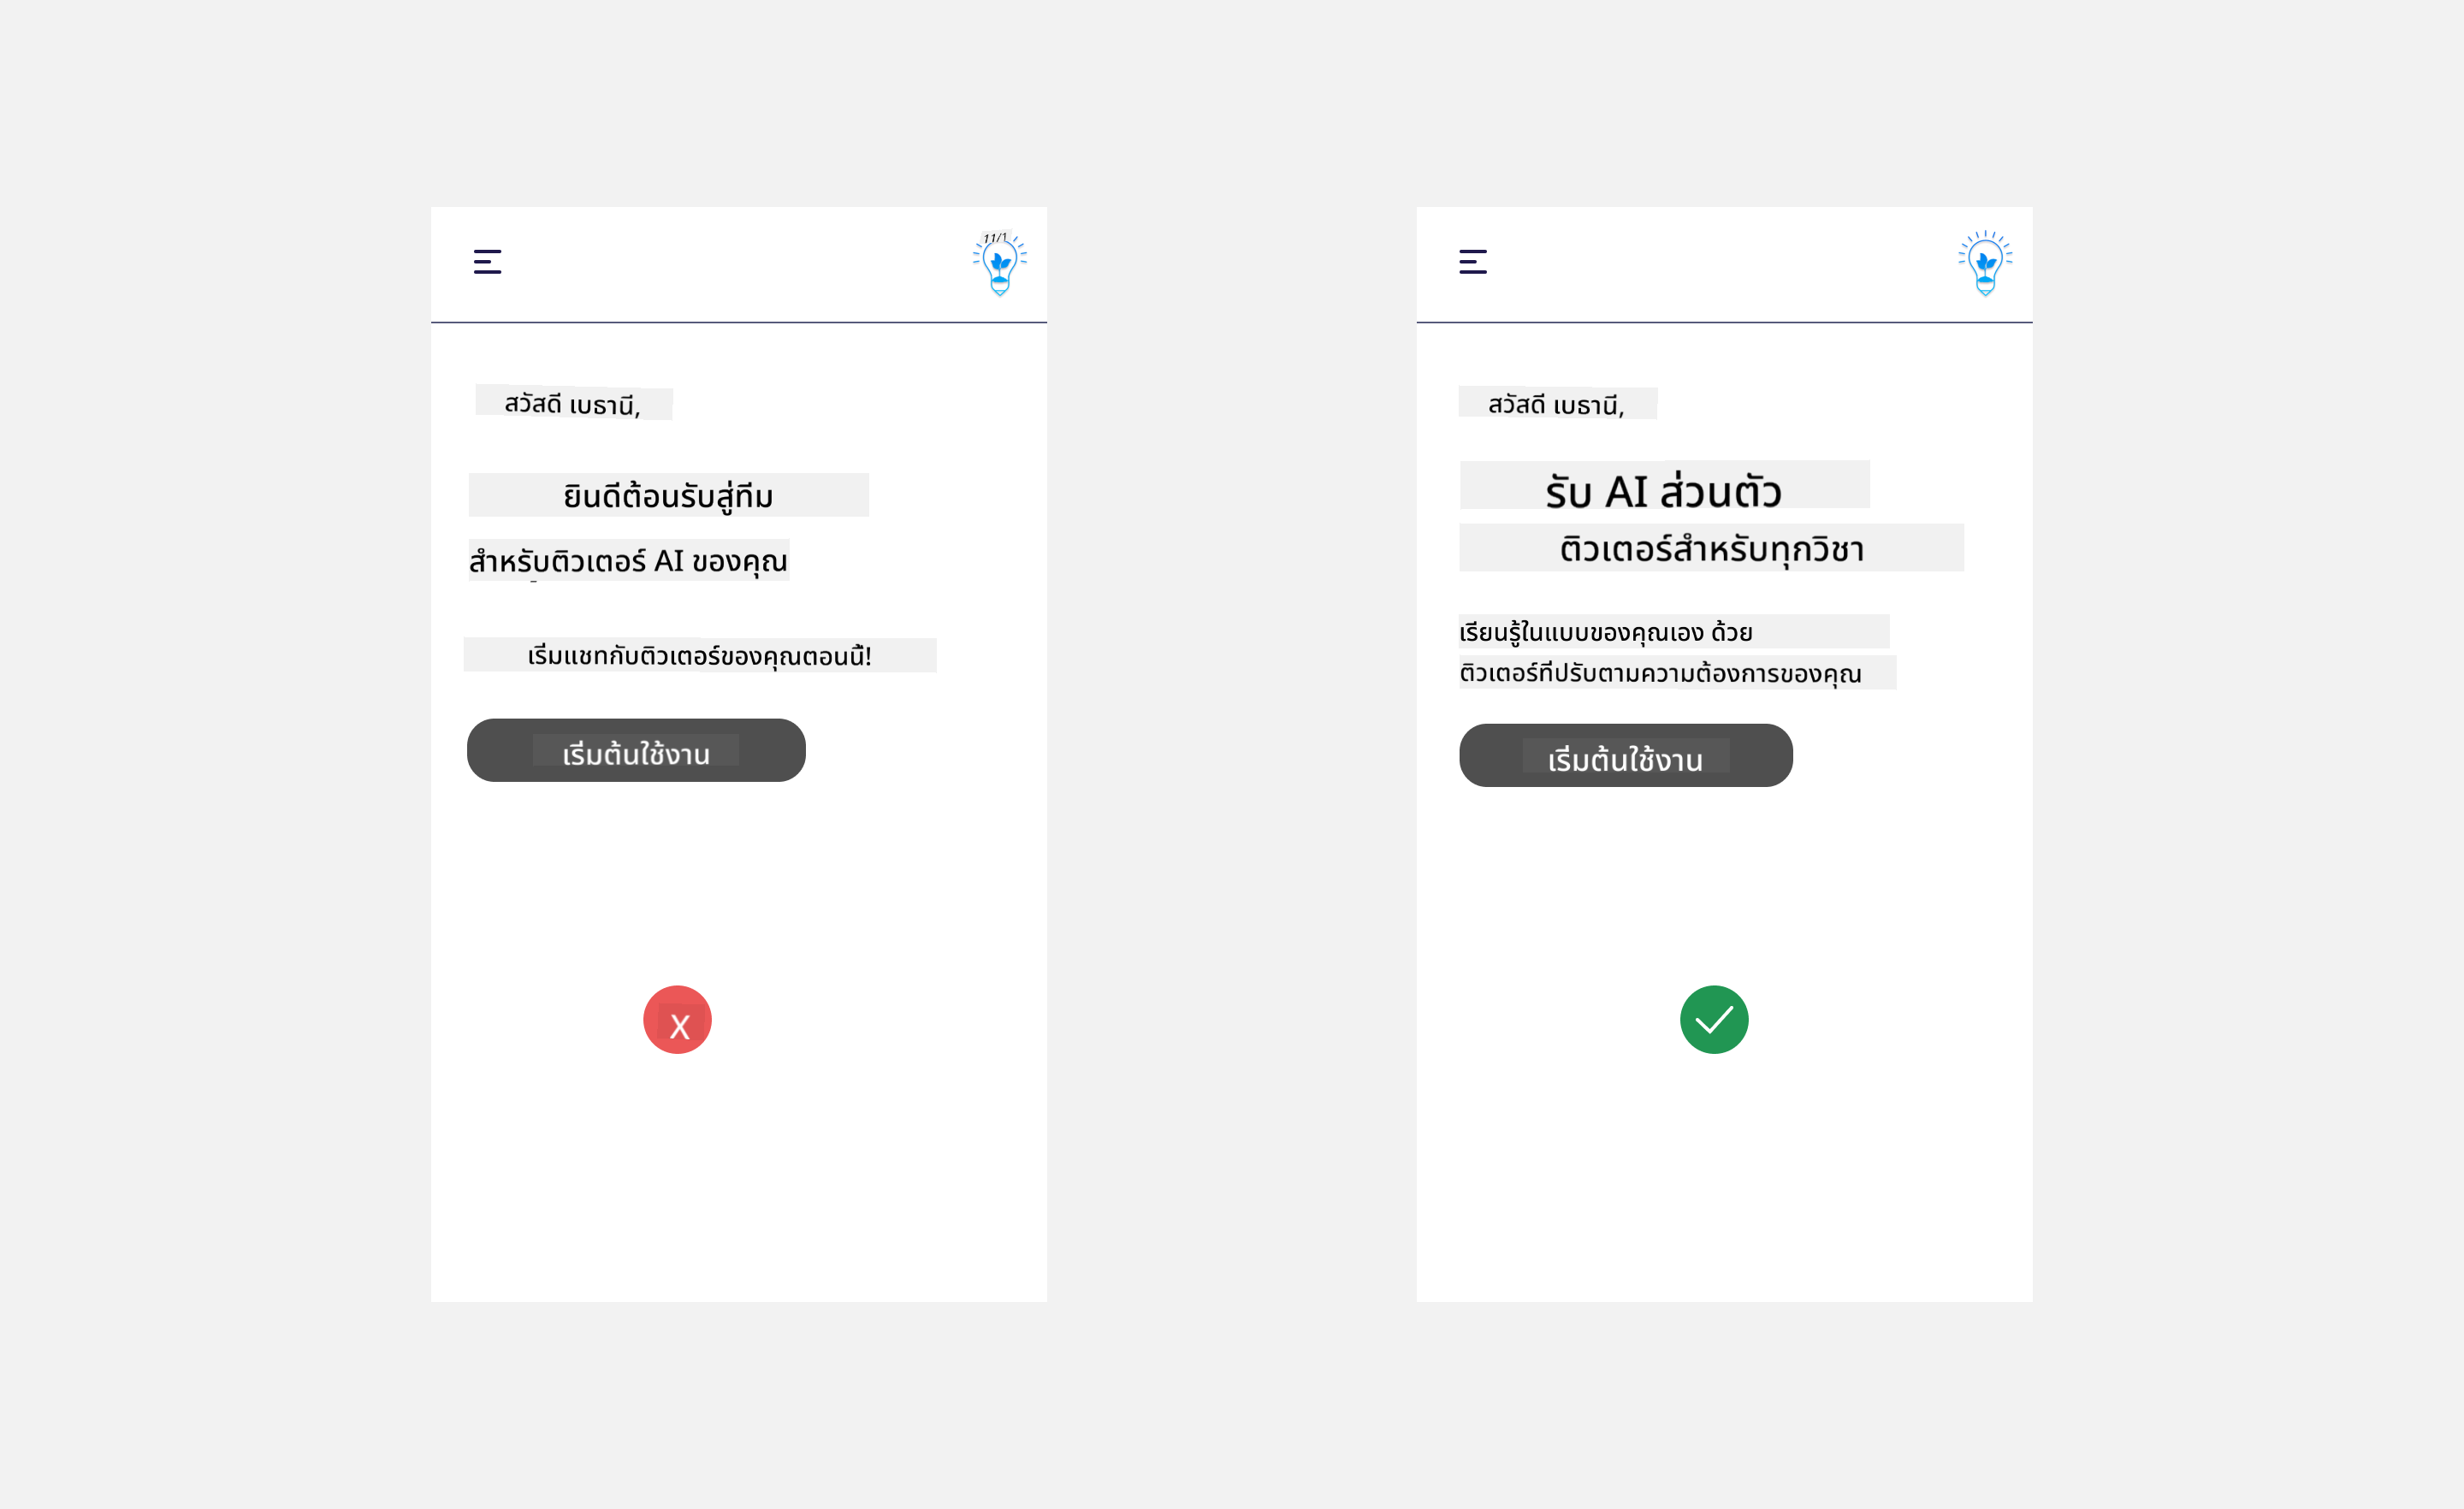 11/1
สวัสดี เบธานี,
ยินดีต้อนรับสู่ทีม
สำหรับติวเตอร์ AI ของคุณ
เริ่มแชทกับติวเตอร์ของคุณตอนนี้!
เริ่มต้นใช้งาน
X
สวัสดี เบธานี,
รับ AI ส่วนตัว
ติวเตอร์สำหรับทุกวิชา
เรียนรู้ในแบบของคุณเอง ด้วย
ติวเตอร์ที่ปรับตามความต้องการของคุณ
เริ่มต้นใช้งาน